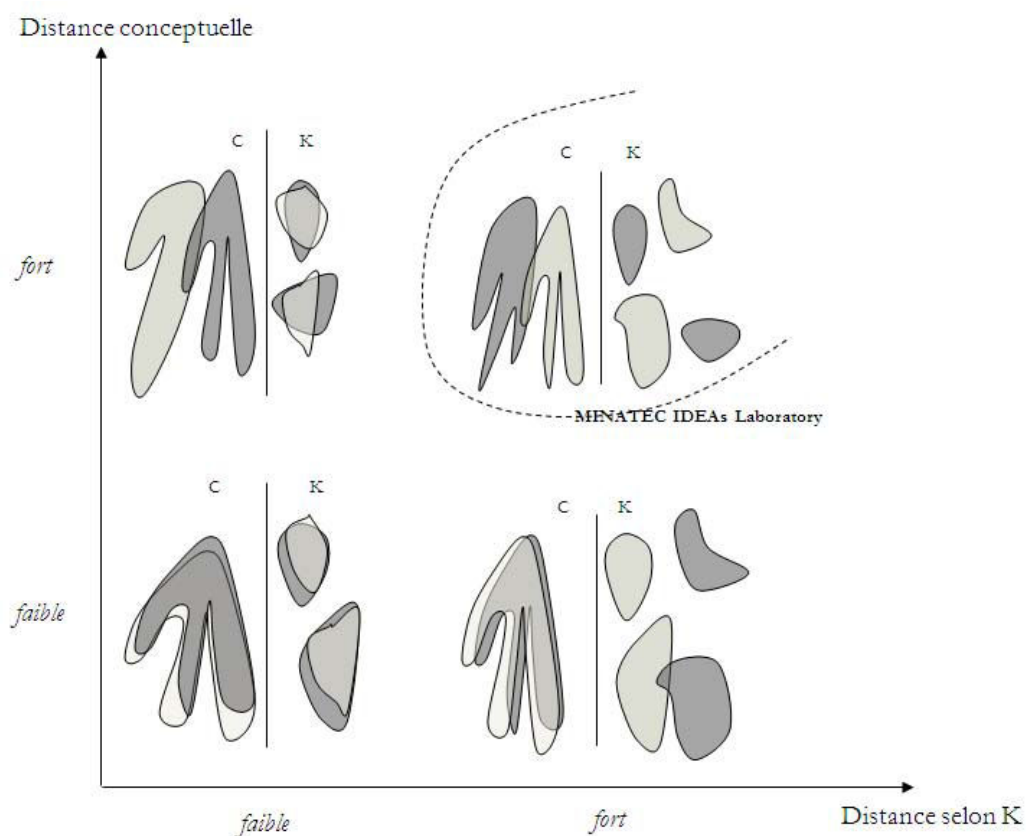 Distance conceptuelle
C K
C K
fort
MINATEC IDEAs Laboratory
C K
C K
faible
faible
fort
Distance selon K